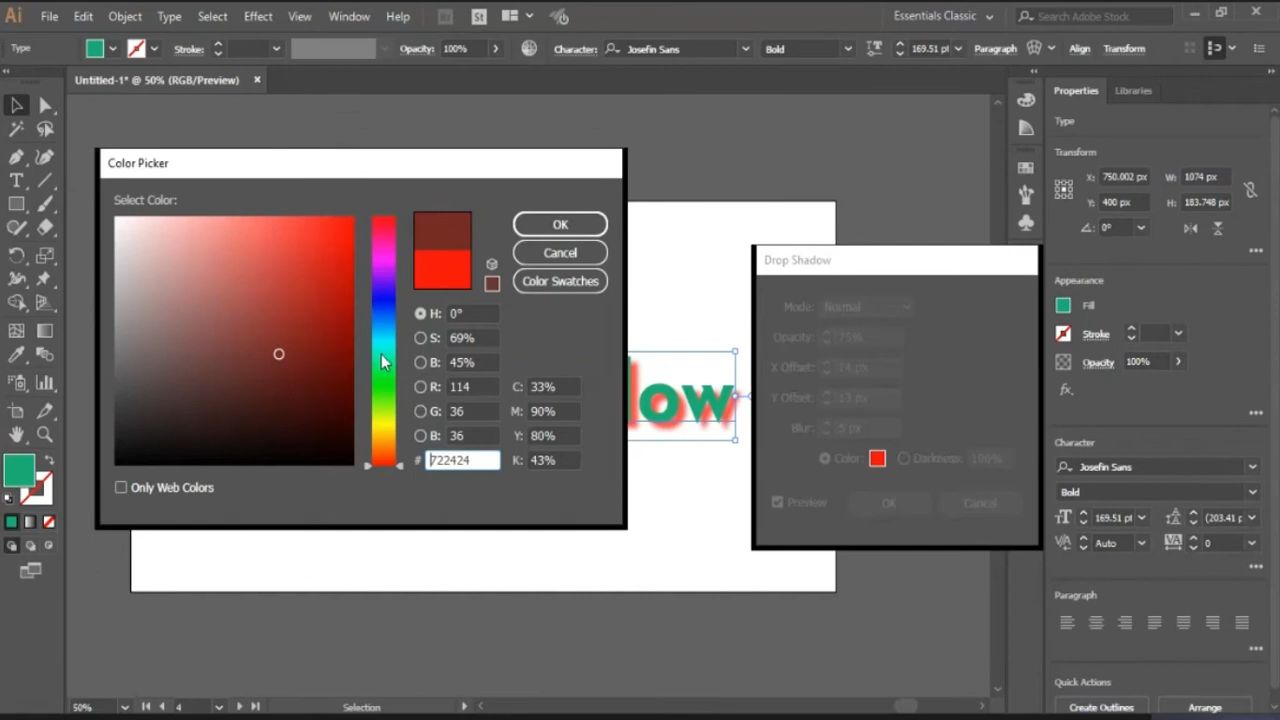 Ai File Edit Object Type Select Effect View Window Help Br St Essentials Classic Search Adobe Stock
Type Stroke: Opacity: 100% Character: Josefin Sans Bold 169.51 pt Paragraph Align Transform
Untitled-1* @ 50% (RGB/Preview)
Color Picker
Select Color:
OK
Cancel
Color Swatches
H: 0°
S: 69%
B: 45%
R: 114 C: 33%
G: 36 M: 90%
B: 36 Y: 80%
# 722424 K: 43%
Only Web Colors
low
Drop Shadow
Mode: Normal
Opacity: 75%
X Offset: 14 px
Y Offset: 13 px
Blur: 5 px
Color: Darkness: 100%
Preview OK Cancel
Properties Libraries
Type
Transform
X: 750.002 px W: 1074 px
Y: 400 px H: 183.748 px
0°
Appearance
Fill
Stroke
Opacity 100%
fx.
Character
Josefin Sans
Bold
169.51 pt (203.41 p
Auto 0
Paragraph
Quick Actions
Create Outlines Arrange
50% 4 Selection